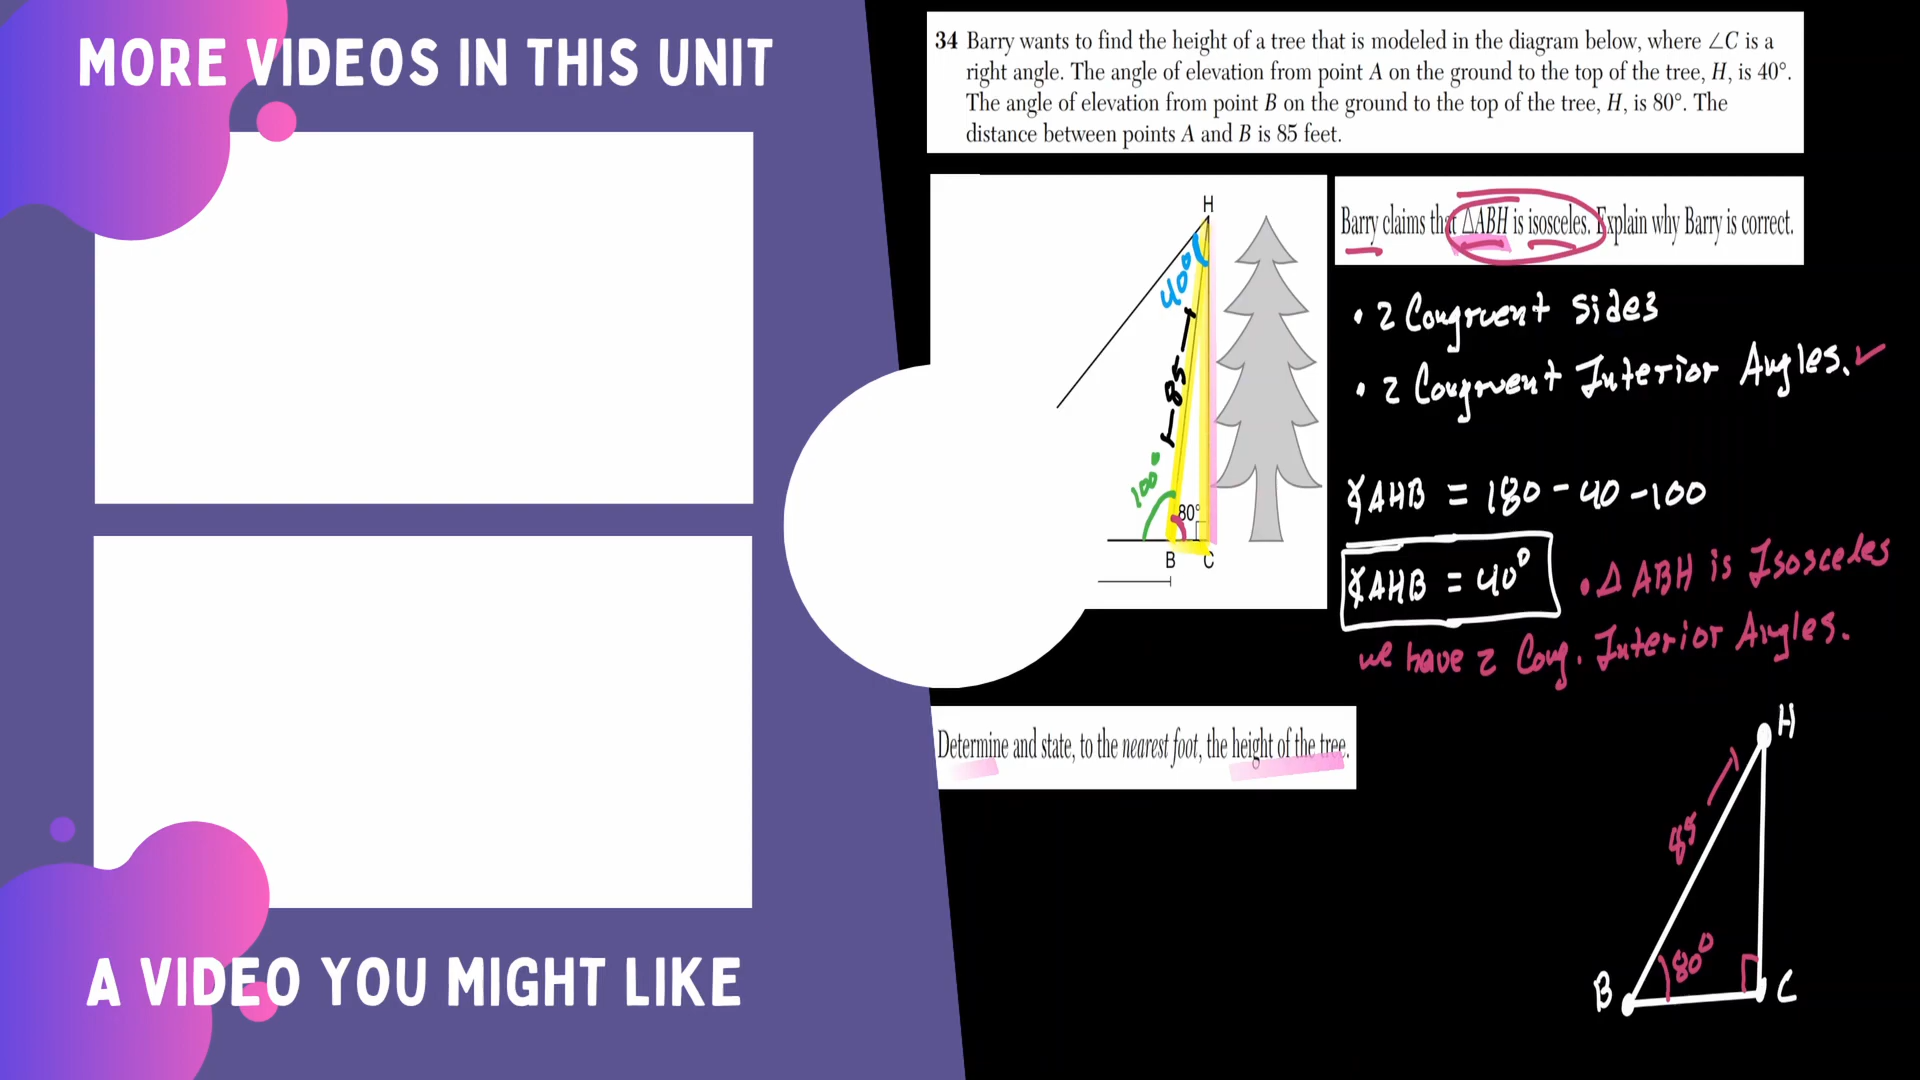 MORE VIDEOS IN THIS UNIT
A VIDEO YOU MIGHT LIKE
34 Barry wants to find the height of a tree that is modeled in the diagram below, where ∠C is a
right angle. The angle of elevation from point A on the ground to the top of the tree, H, is 40°.
The angle of elevation from point B on the ground to the top of the tree, H, is 80°. The
distance between points A and B is 85 feet.
H
40°
85
100°
80°
B C
Barry claims that △ABH is isosceles. Explain why Barry is correct.
• 2 Congruent Sides
• 2 Congruent Interior Angles. ✓
∡AHB = 180 - 40 - 100
∡AHB = 40°
• △ ABH is Isosceles
we have 2 Cong. Interior Angles.
Determine and state, to the nearest foot, the height of the tree.
H
85
80°
B C